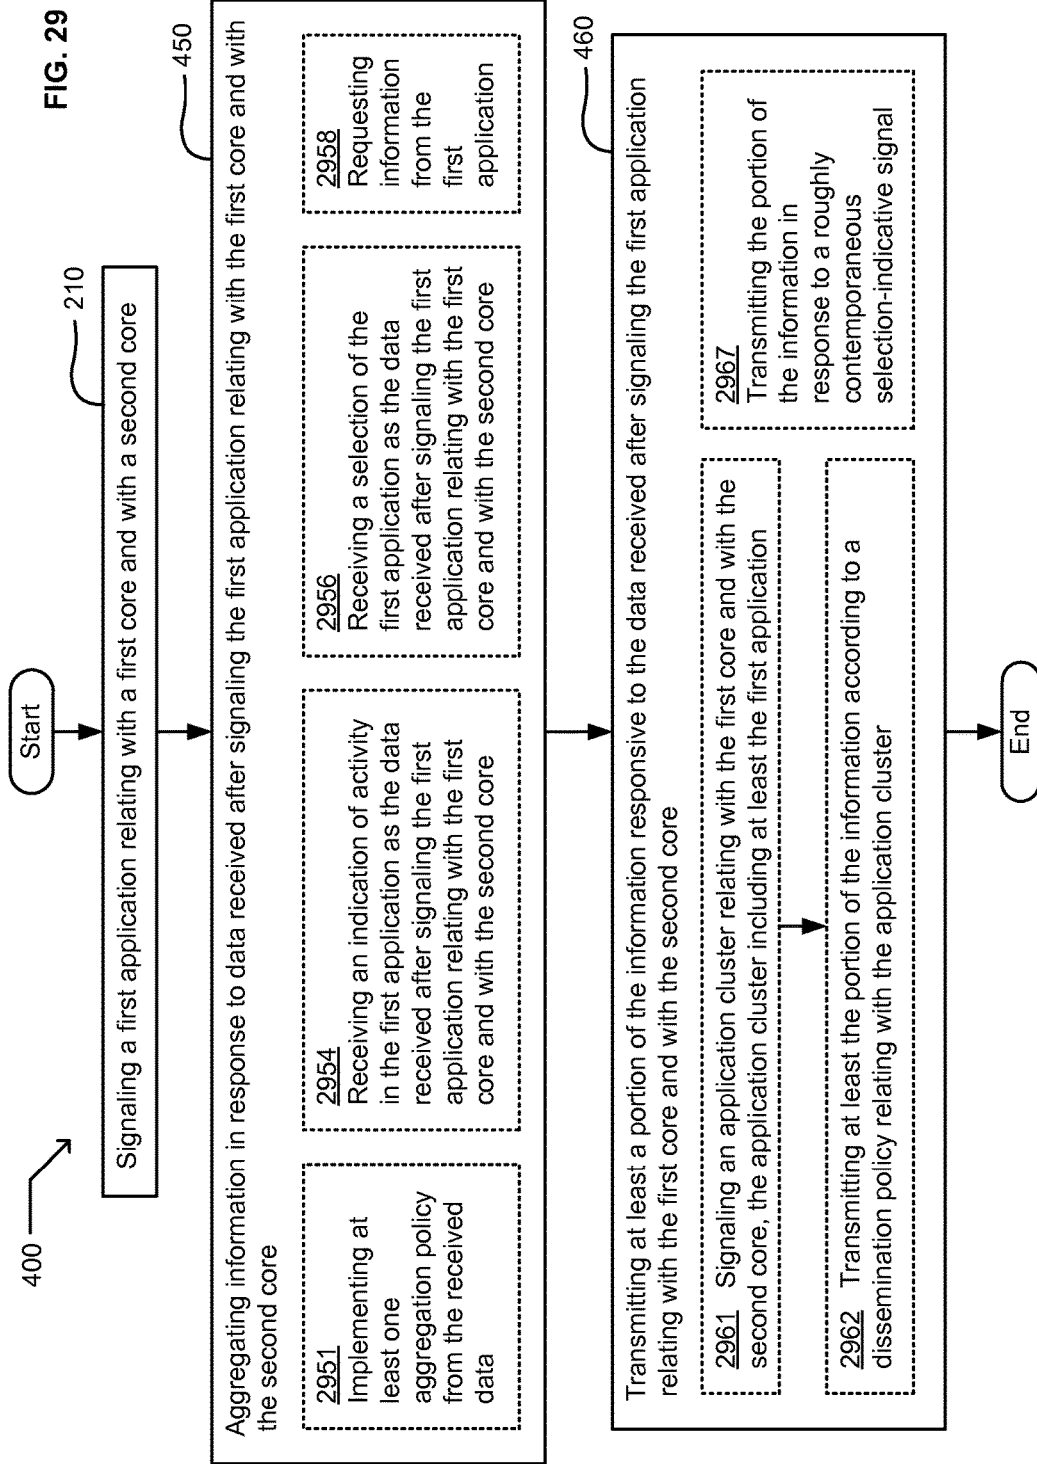 FIG. 29
400
Start
210
Signaling a first application relating with a first core and with a second core
450
Aggregating information in response to data received after signaling the first application relating with the first core and with
the second core
2951
Implementing at
least one
aggregation policy
from the received
data
2954
Receiving an indication of activity
in the first application as the data
received after signaling the first
application relating with the first
core and with the second core
2956
Receiving a selection of the
first application as the data
received after signaling the first
application relating with the first
core and with the second core
2958
Requesting
information
from the
first
application
460
Transmitting at least a portion of the information responsive to the data received after signaling the first application
relating with the first core and with the second core
2961 Signaling an application cluster relating with the first core and with the
second core, the application cluster including at least the first application
2962 Transmitting at least the portion of the information according to a
dissemination policy relating with the application cluster
2967
Transmitting the portion of
the information in
response to a roughly
contemporaneous
selection-indicative signal
End